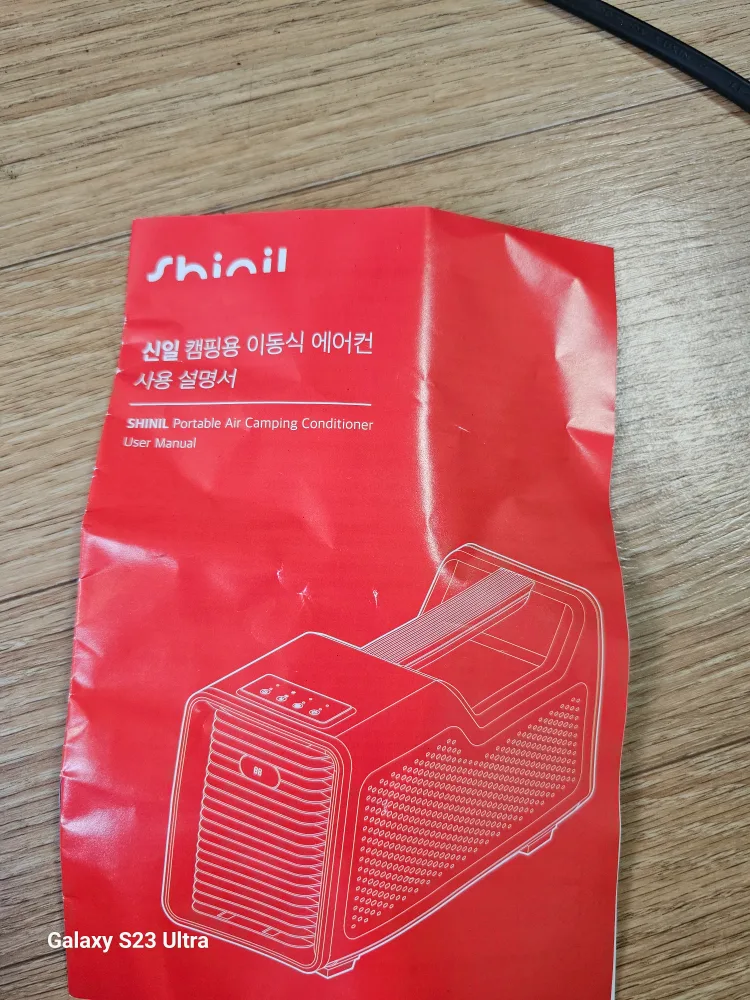 shinil
신일 캠핑용 이동식 에어컨
사용 설명서
SHINIL Portable Air Camping Conditioner
User Manual
88
Galaxy S23 Ultra